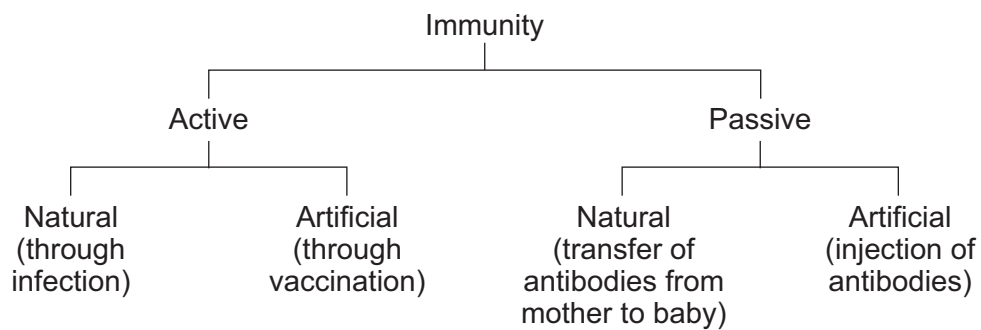 Immunity
Active
Passive
Natural
(through
infection)
Artificial
(through
vaccination)
Natural
(transfer of
antibodies from
mother to baby)
Artificial
(injection of
antibodies)